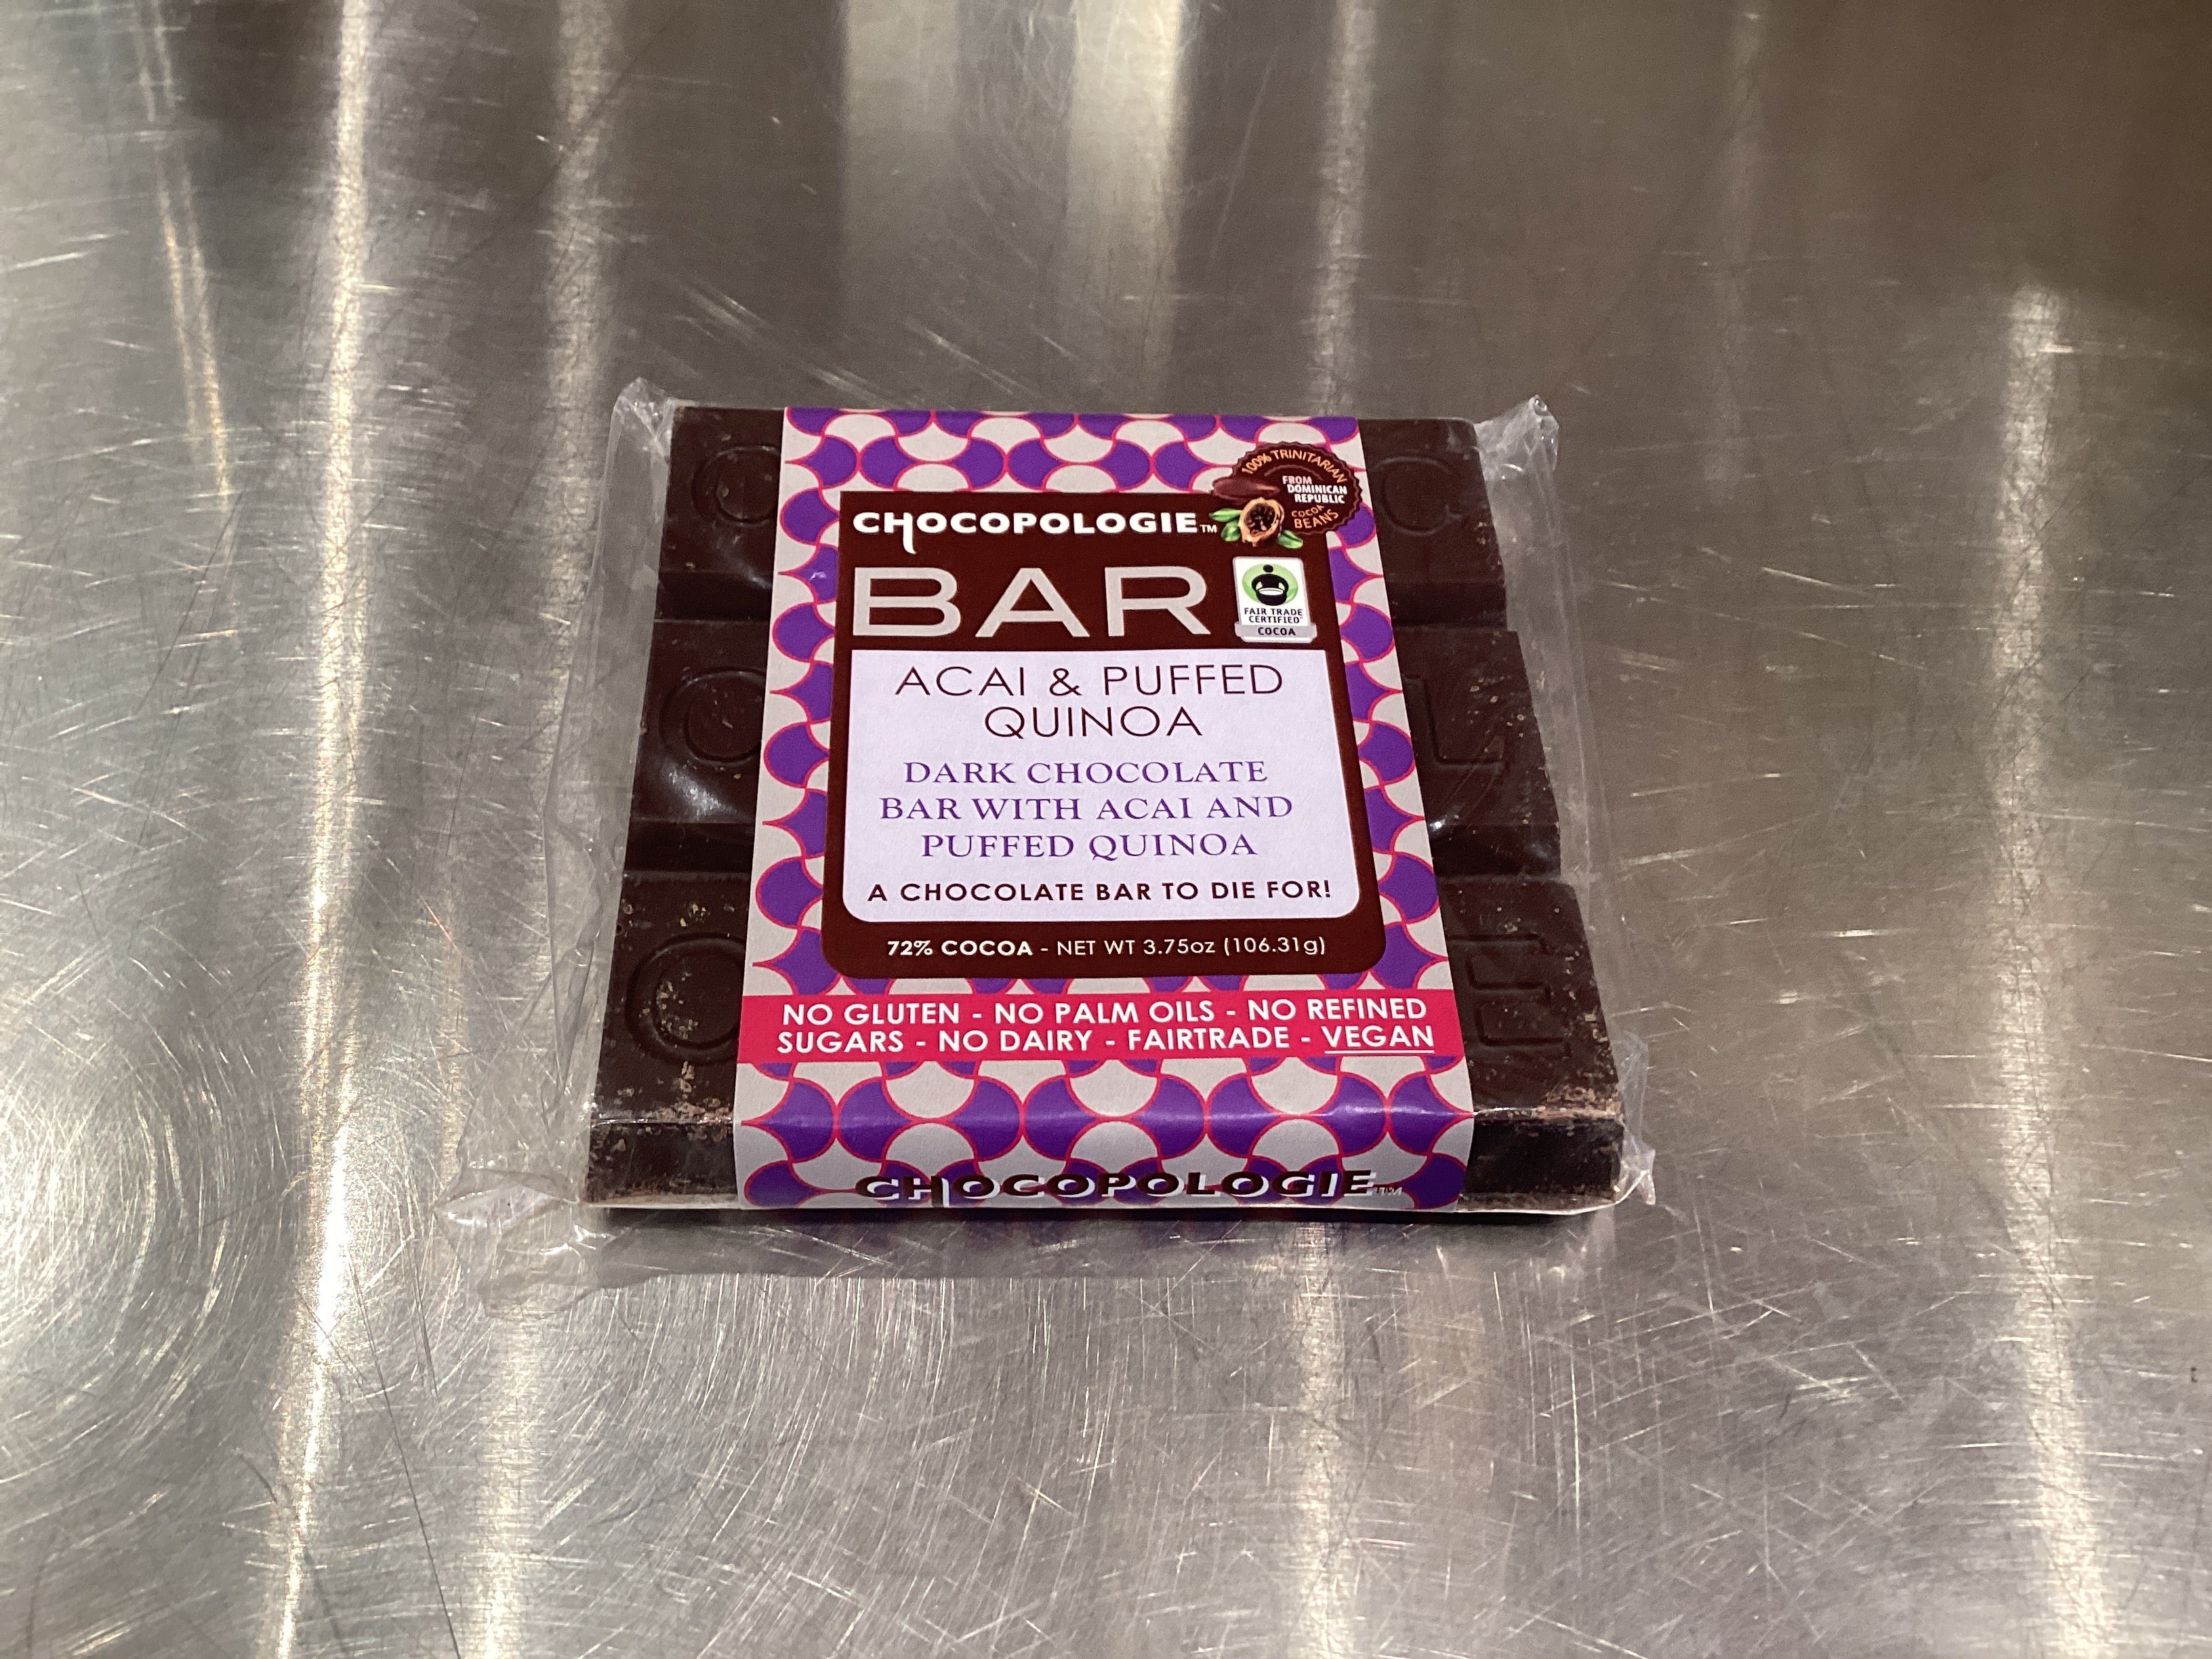 100% TRINITARIAN
FROM
DOMINICAN
REPUBLIC
COCOA
BEANS
CHOCOPOLOGIE™
BAR
FAIR TRADE
CERTIFIED
COCOA
ACAI & PUFFED
QUINOA
DARK CHOCOLATE
BAR WITH ACAI AND
PUFFED QUINOA
A CHOCOLATE BAR TO DIE FOR!
72% COCOA - NET WT 3.75oz (106.31g)
NO GLUTEN - NO PALM OILS - NO REFINED
SUGARS - NO DAIRY - FAIRTRADE - VEGAN
CHOCOPOLOGIE™